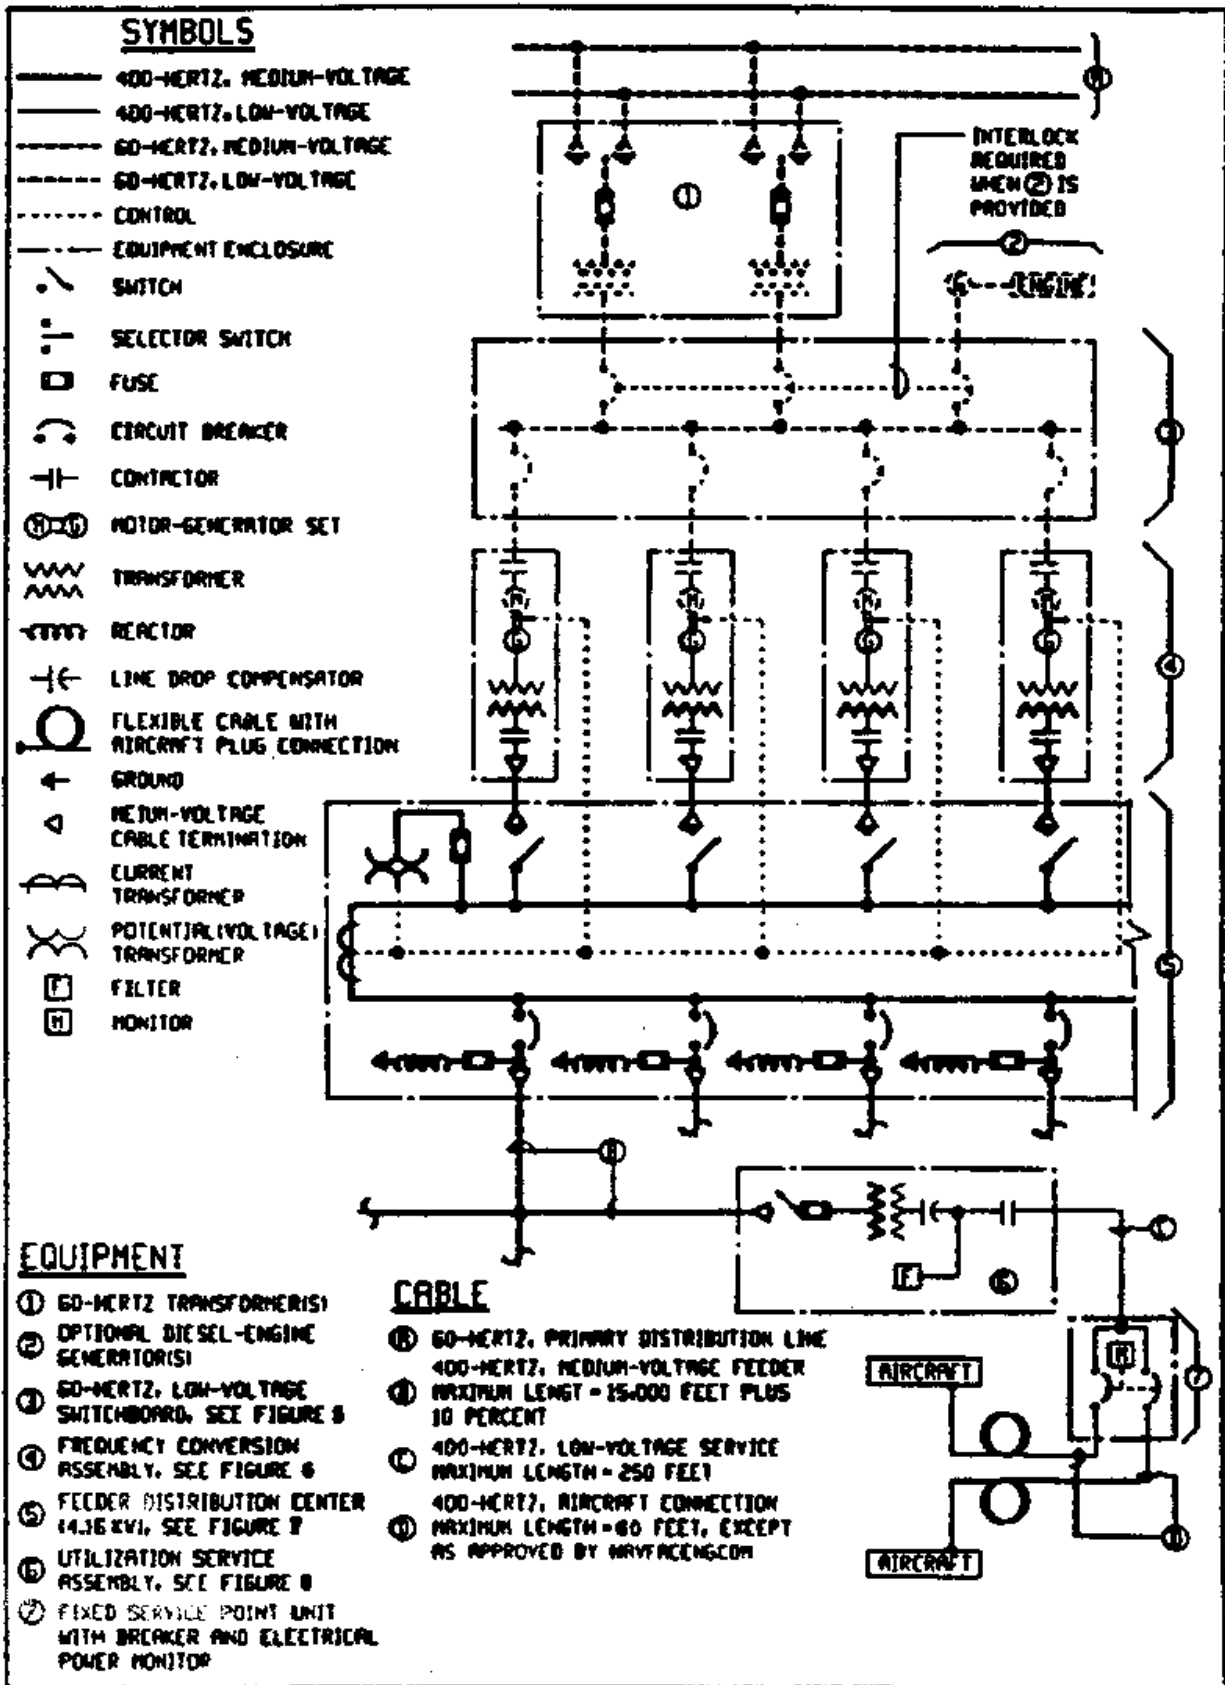 SYMBOLS
400-HERTZ, MEDIUM-VOLTAGE
400-HERTZ, LOW-VOLTAGE
60-HERTZ, MEDIUM-VOLTAGE
60-HERTZ, LOW-VOLTAGE
CONTROL
EQUIPMENT ENCLOSURE
SWITCH
SELECTOR SWITCH
FUSE
CIRCUIT BREAKER
CONTACTOR
M G MOTOR-GENERATOR SET
TRANSFORMER
REACTOR
LINE DROP COMPENSATOR
FLEXIBLE CABLE WITH
AIRCRAFT PLUG CONNECTION
GROUND
METUM-VOLTAGE
CABLE TERMINATION
CURRENT
TRANSFORMER
POTENTIAL(VOLTAGE)
TRANSFORMER
F FILTER
M MONITOR
A
INTERLOCK
REQUIRED
WHEN ② IS
PROVIDED
①
②
G ENGINE
③
M M M M
G G G G
④
⑤
B
F
⑥
C
M
⑦
AIRCRAFT
D
AIRCRAFT
EQUIPMENT
① 60-HERTZ TRANSFORMER(S)
② OPTIONAL DIESEL-ENGINE
GENERATOR(S)
③ 60-HERTZ, LOW-VOLTAGE
SWITCHBOARD, SEE FIGURE 5
④ FREQUENCY CONVERSION
ASSEMBLY, SEE FIGURE 6
⑤ FEEDER DISTRIBUTION CENTER
(4.16 KV), SEE FIGURE 7
⑥ UTILIZATION SERVICE
ASSEMBLY, SEE FIGURE 8
⑦ FIXED SERVICE POINT UNIT
WITH BREAKER AND ELECTRICAL
POWER MONITOR
CABLE
A 60-HERTZ, PRIMARY DISTRIBUTION LINE
B 400-HERTZ, MEDIUM-VOLTAGE FEEDER
MAXIMUM LENGT = 15,000 FEET PLUS
10 PERCENT
C 400-HERTZ, LOW-VOLTAGE SERVICE
MAXIMUM LENGTH = 250 FEET
D 400-HERTZ, AIRCRAFT CONNECTION
MAXIMUM LENGTH = 60 FEET, EXCEPT
AS APPROVED BY NAVFACENGCOM